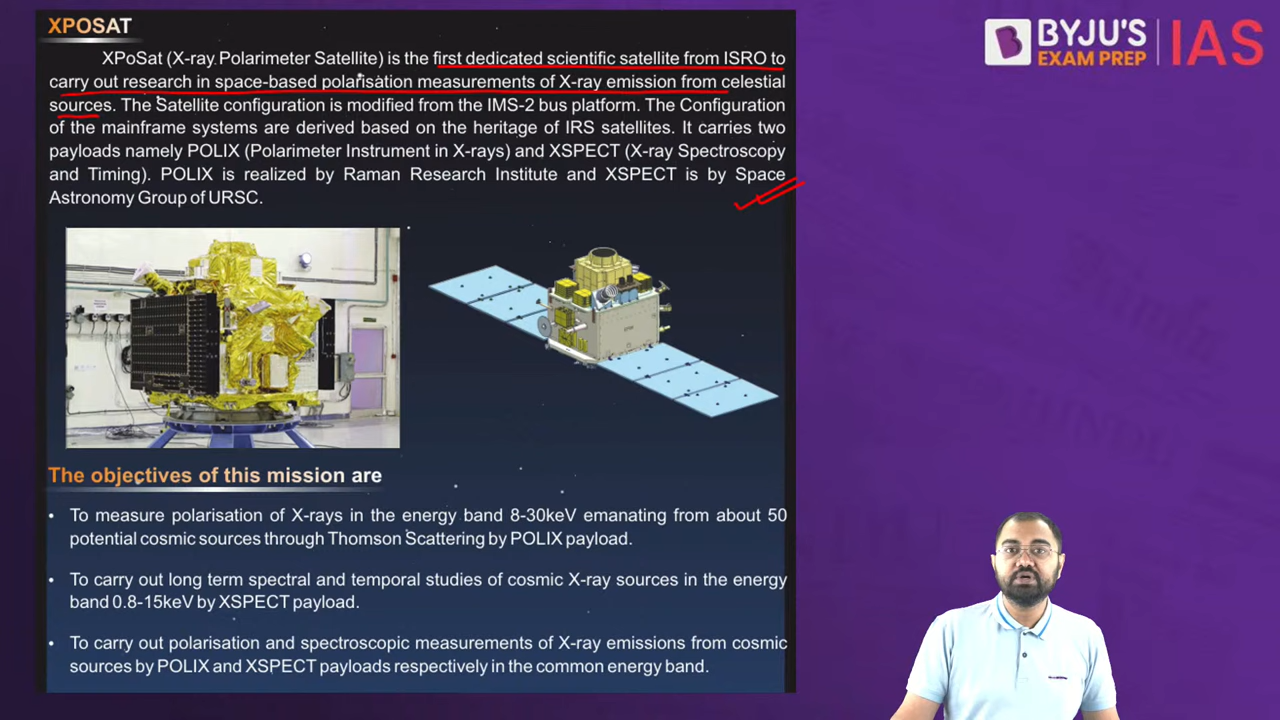 XPOSAT
XPoSat (X-ray Polarimeter Satellite) is the first dedicated scientific satellite from ISRO to
carry out research in space-based polarisation measurements of X-ray emission from celestial
sources. The Satellite configuration is modified from the IMS-2 bus platform. The Configuration
of the mainframe systems are derived based on the heritage of IRS satellites. It carries two
payloads namely POLIX (Polarimeter Instrument in X-rays) and XSPECT (X-ray Spectroscopy
and Timing). POLIX is realized by Raman Research Institute and XSPECT is by Space
Astronomy Group of URSC.
The objectives of this mission are
• To measure polarisation of X-rays in the energy band 8-30keV emanating from about 50
potential cosmic sources through Thomson Scattering by POLIX payload.
• To carry out long term spectral and temporal studies of cosmic X-ray sources in the energy
band 0.8-15keV by XSPECT payload.
• To carry out polarisation and spectroscopic measurements of X-ray emissions from cosmic
sources by POLIX and XSPECT payloads respectively in the common energy band.
BYJU'S
EXAM PREP
IAS